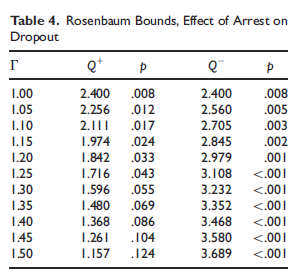 Table 4. Rosenbaum Bounds, Effect of Arrest on
Dropout
Γ Q⁺ p Q⁻ p
1.00 2.400 .008 2.400 .008
1.05 2.256 .012 2.560 .005
1.10 2.111 .017 2.705 .003
1.15 1.974 .024 2.845 .002
1.20 1.842 .033 2.979 .001
1.25 1.716 .043 3.108 <.001
1.30 1.596 .055 3.232 <.001
1.35 1.480 .069 3.352 <.001
1.40 1.368 .086 3.468 <.001
1.45 1.261 .104 3.580 <.001
1.50 1.157 .124 3.689 <.001